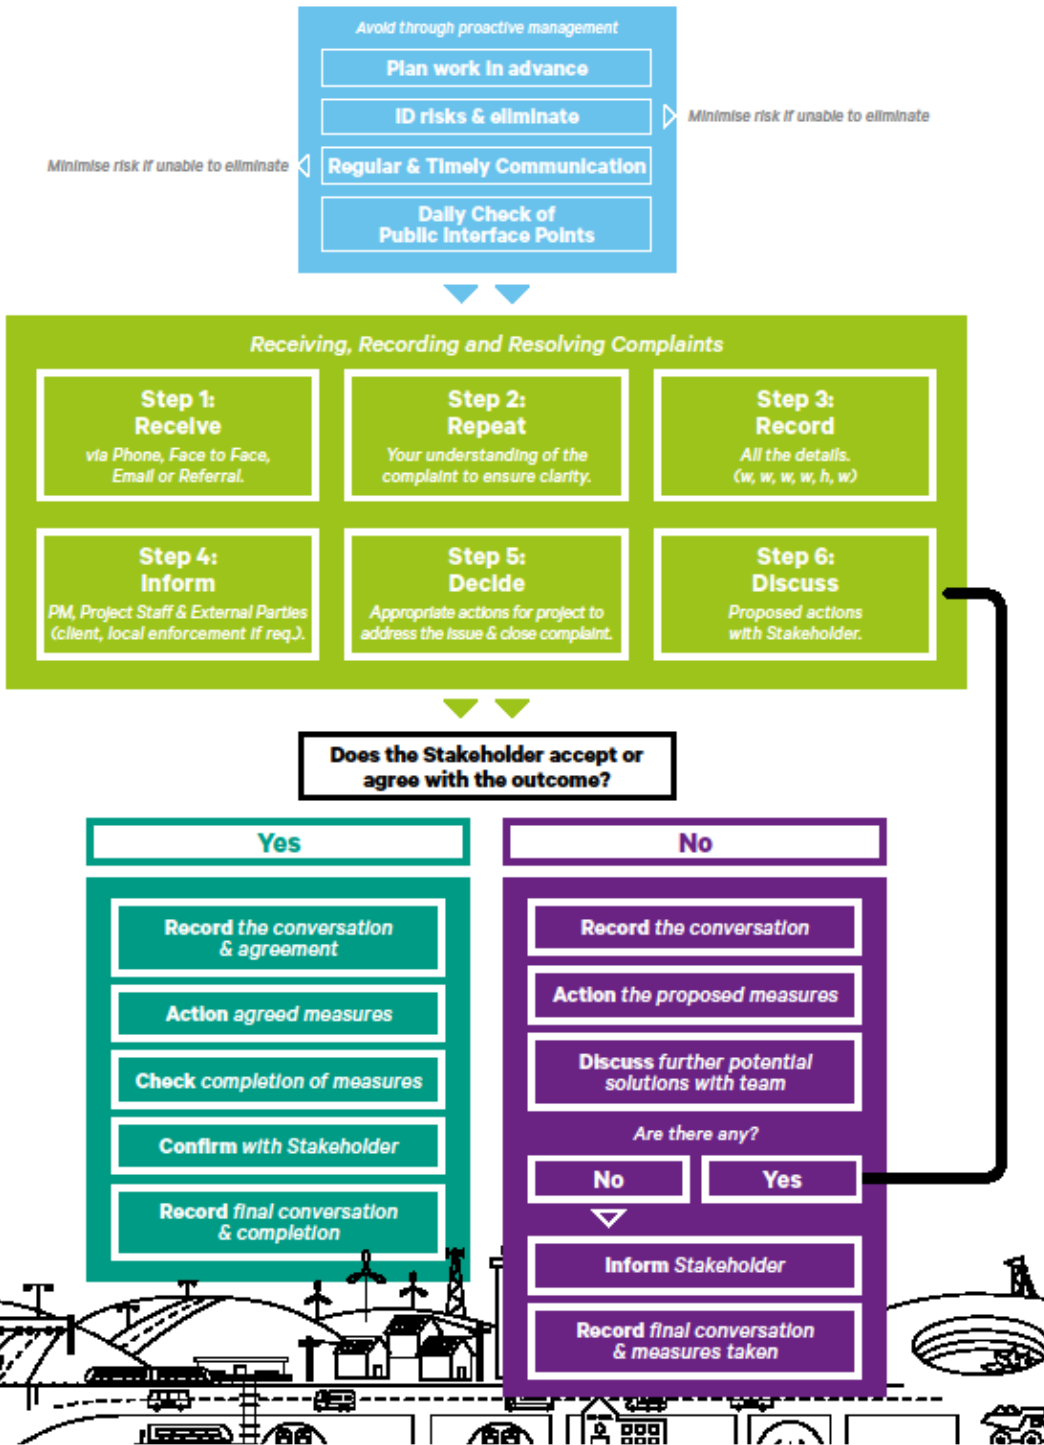 Avoid through proactive management
Plan work in advance
ID risks & eliminate
Minimise risk if unable to eliminate
Minimise risk if unable to eliminate
Regular & Timely Communication
Daily Check of
Public Interface Points
Receiving, Recording and Resolving Complaints
Step 1:
Receive
via Phone, Face to Face,
Email or Referral.
Step 2:
Repeat
Your understanding of the
complaint to ensure clarity.
Step 3:
Record
All the details.
(w, w, w, w, h, w)
Step 4:
Inform
PM, Project Staff & External Parties
(client, local enforcement if req.).
Step 5:
Decide
Appropriate actions for project to
address the issue & close complaint.
Step 6:
Discuss
Proposed actions
with Stakeholder.
Does the Stakeholder accept or
agree with the outcome?
Yes
Record the conversation
& agreement
Action agreed measures
Check completion of measures
Confirm with Stakeholder
Record final conversation
& completion
No
Record the conversation
Action the proposed measures
Discuss further potential
solutions with team
Are there any?
No
Yes
Inform Stakeholder
Record final conversation
& measures taken